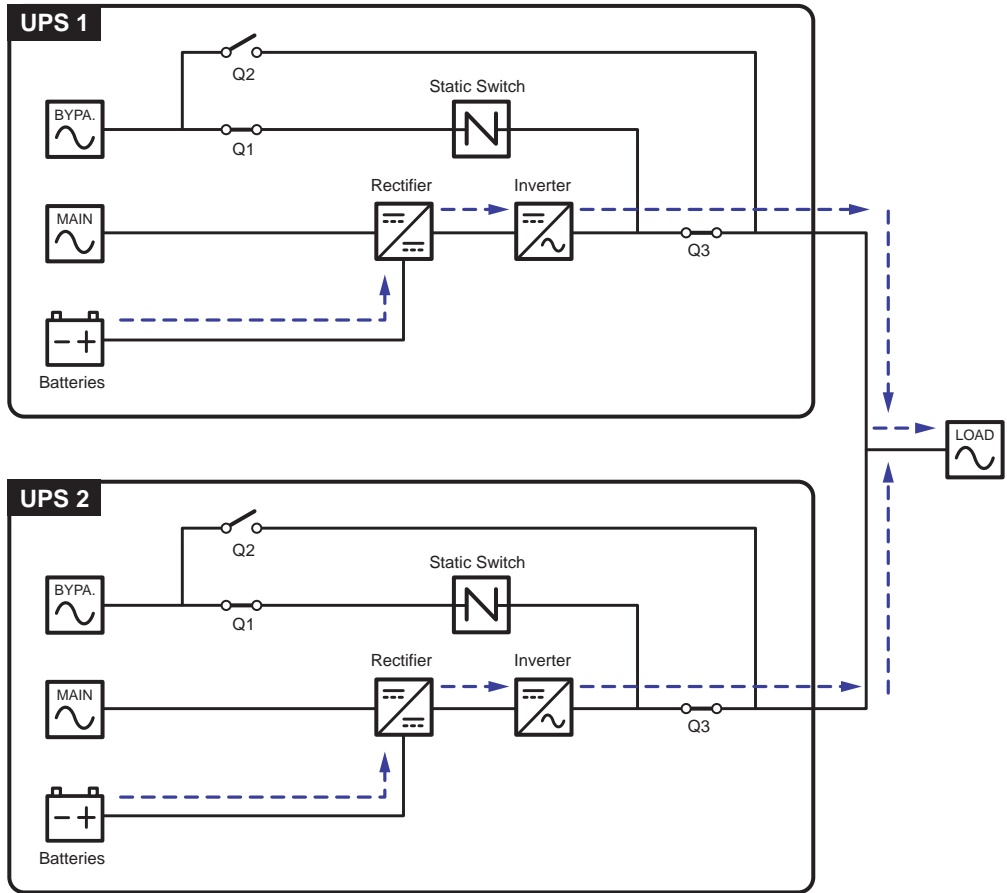 UPS 1
Q2
Static Switch
BYPA.
Q1
Rectifier
Inverter
MAIN
Q3
Batteries
LOAD
UPS 2
Q2
Static Switch
BYPA.
Q1
Rectifier
Inverter
MAIN
Q3
Batteries